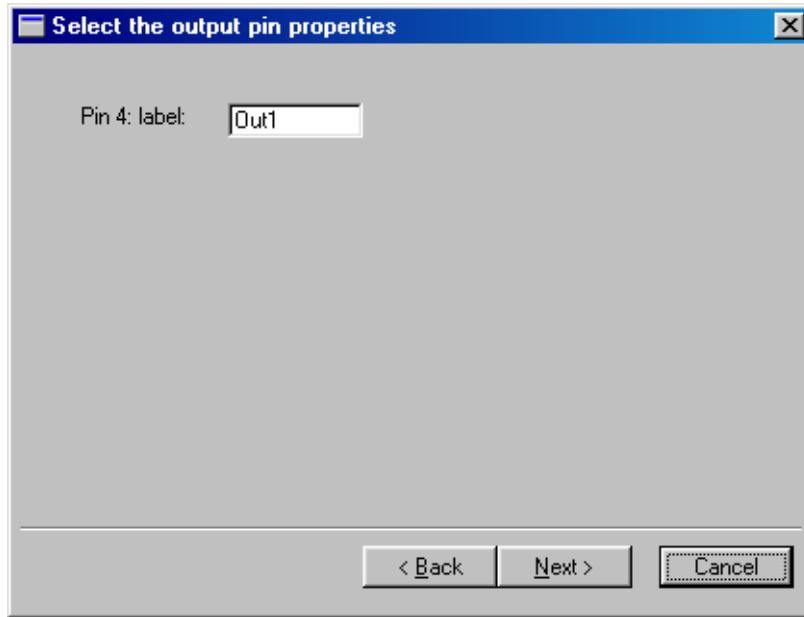 Select the output pin properties
Pin 4: label: Out1
< Back Next > Cancel